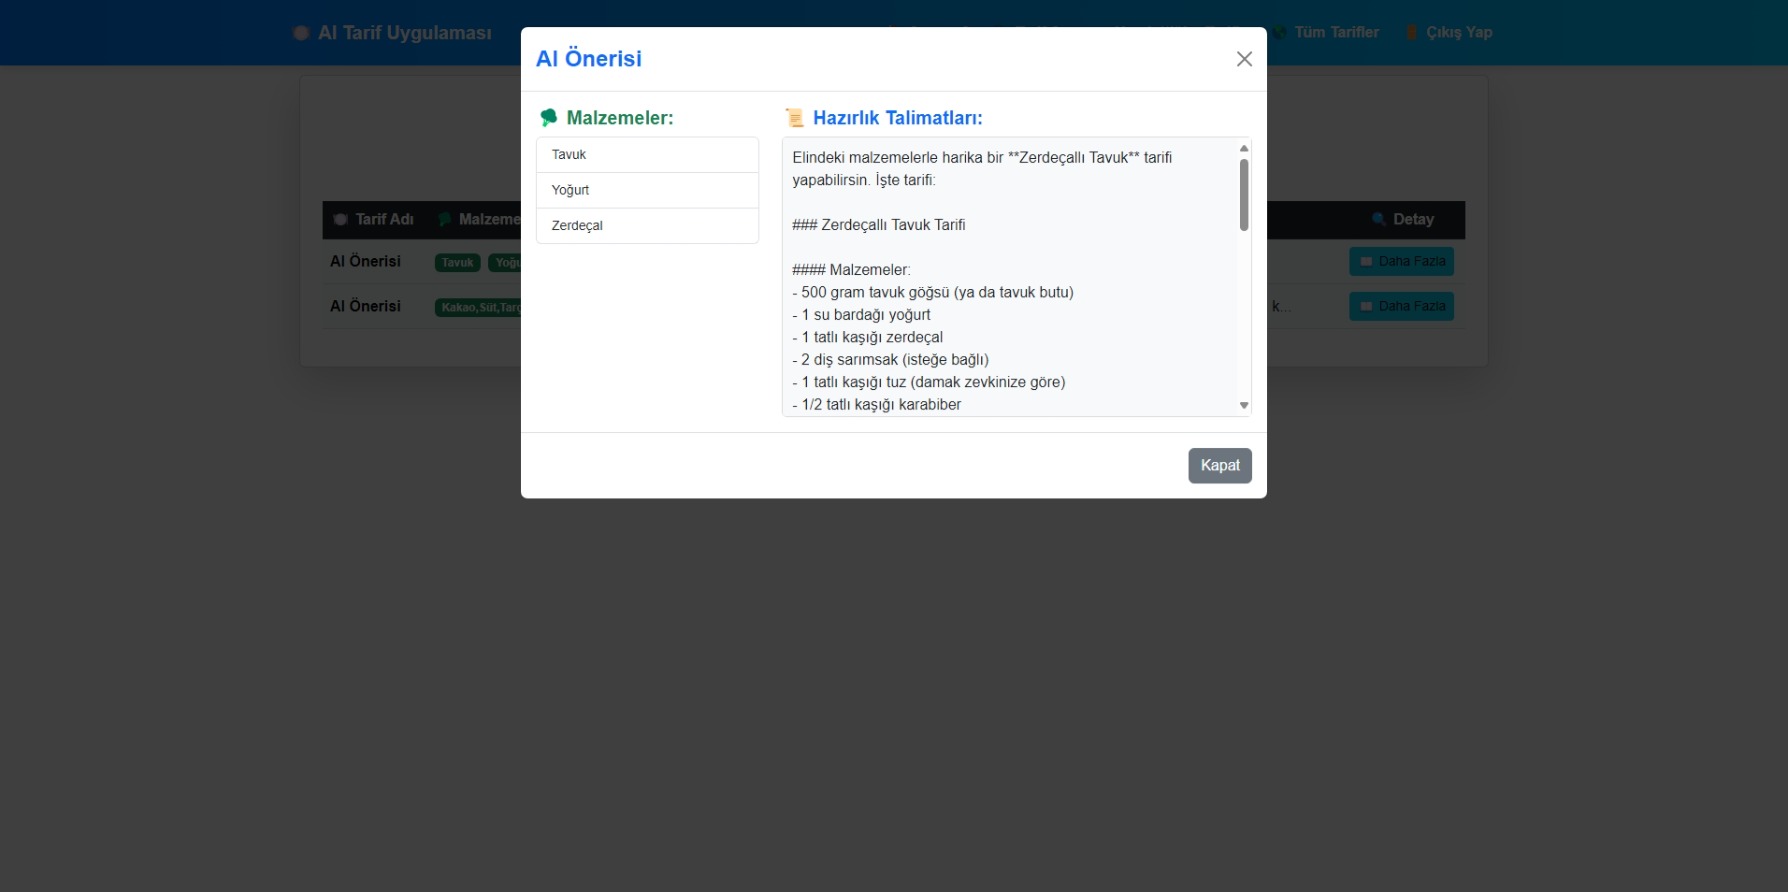 AI Tarif Uygulaması
Tüm Tarifler
Çıkış Yap
AI Önerisi
Malzemeler:
Tavuk
Yoğurt
Zerdeçal
Hazırlık Talimatları:
Elindeki malzemelerle harika bir **Zerdeçallı Tavuk** tarifi
yapabilirsin. İşte tarifi:
### Zerdeçallı Tavuk Tarifi
#### Malzemeler:
- 500 gram tavuk göğsü (ya da tavuk butu)
- 1 su bardağı yoğurt
- 1 tatlı kaşığı zerdeçal
- 2 diş sarımsak (isteğe bağlı)
- 1 tatlı kaşığı tuz (damak zevkinize göre)
- 1/2 tatlı kaşığı karabiber
Kapat
Tarif Adı
Detay
AI Önerisi
Tavuk
Daha Fazla
AI Önerisi
Kakao,Süt,
k...
Daha Fazla